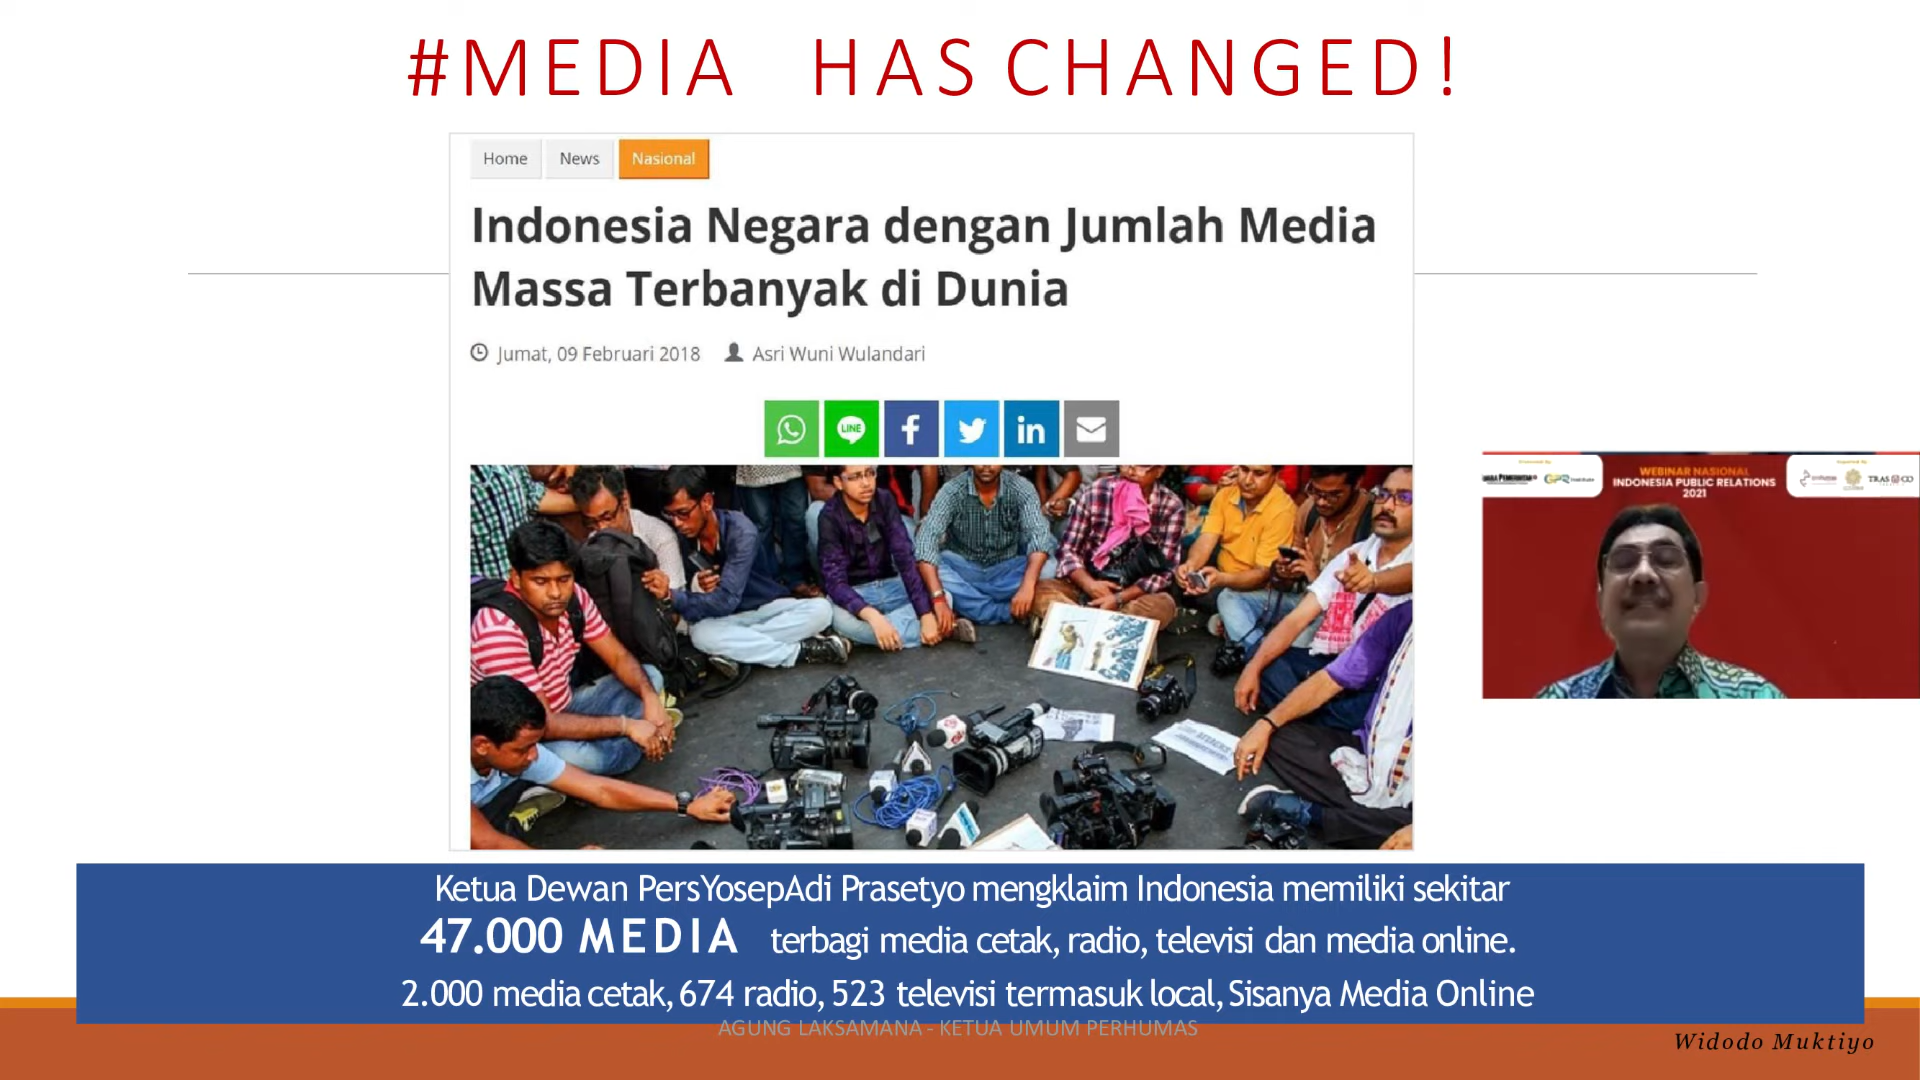 #MEDIA HAS CHANGED!
Home News Nasional
Indonesia Negara dengan Jumlah Media
Massa Terbanyak di Dunia
Jumat, 09 Februari 2018 Asri Wuni Wulandari
LINE
WEBINAR NASIONAL
INDONESIA PUBLIC RELATIONS
2021
TRAS CO
Ketua Dewan PersYosepAdi Prasetyo mengklaim Indonesia memiliki sekitar
47.000 MEDIA terbagi media cetak, radio, televisi dan media online.
2.000 media cetak, 674 radio, 523 televisi termasuk local, Sisanya Media Online
AGUNG LAKSAMANA - KETUA UMUM PERHUMAS
Widodo Muktiyo